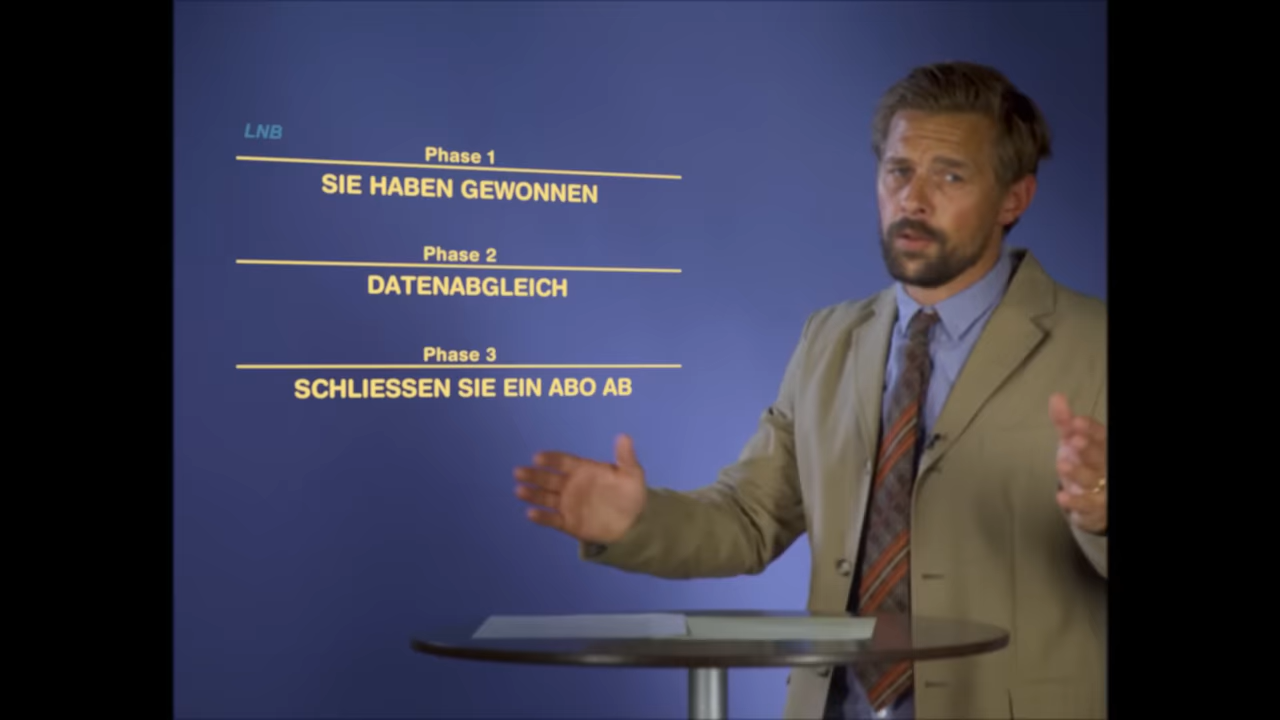 LNB
Phase 1
SIE HABEN GEWONNEN
Phase 2
DATENABGLEICH
Phase 3
SCHLIESSEN SIE EIN ABO AB